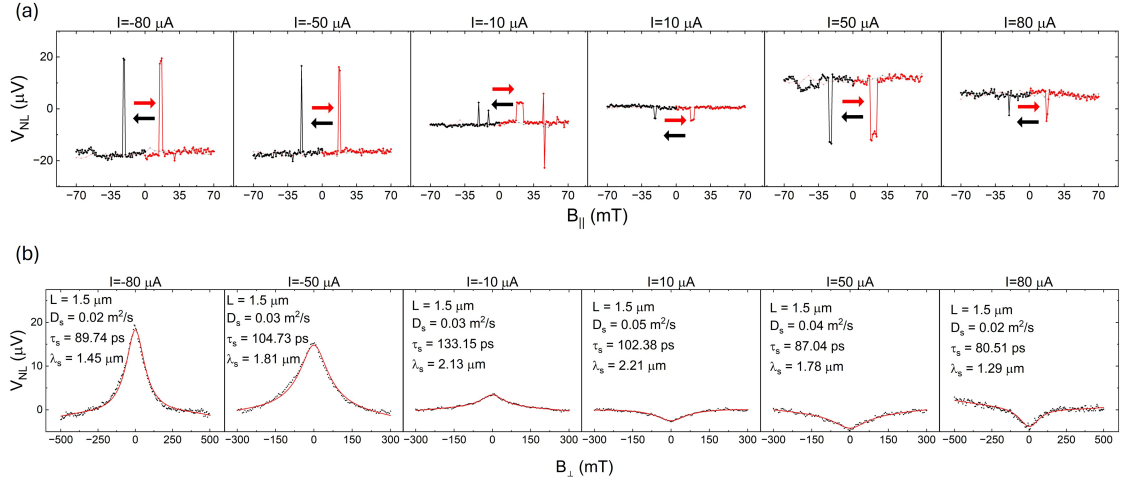 (a)
I=-80 μA I=-50 μA I=-10 μA I=10 μA I=50 μA I=80 μA
20
0
-20
V_NL (μV)
-70 -35 0 35 70 -70 -35 0 35 70 -70 -35 0 35 70 -70 -35 0 35 70 -70 -35 0 35 70 -70 -35 0 35 70
B_|| (mT)
(b)
I=-80 μA I=-50 μA I=-10 μA I=10 μA I=50 μA I=80 μA
L = 1.5 μm
D_s = 0.02 m²/s
τ_s = 89.74 ps
λ_s = 1.45 μm
L = 1.5 μm
D_s = 0.03 m²/s
τ_s = 104.73 ps
λ_s = 1.81 μm
L = 1.5 μm
D_s = 0.03 m²/s
τ_s = 133.15 ps
λ_s = 2.13 μm
L = 1.5 μm
D_s = 0.05 m²/s
τ_s = 102.38 ps
λ_s = 2.21 μm
L = 1.5 μm
D_s = 0.04 m²/s
τ_s = 87.04 ps
λ_s = 1.78 μm
L = 1.5 μm
D_s = 0.02 m²/s
τ_s = 80.51 ps
λ_s = 1.29 μm
20
10
0
V_NL (μV)
-500 -250 0 250 500 -300 -150 0 150 300 -300 -150 0 150 300 -300 -150 0 150 300 -300 -150 0 150 300 -500 -250 0 250 500
B_⊥ (mT)